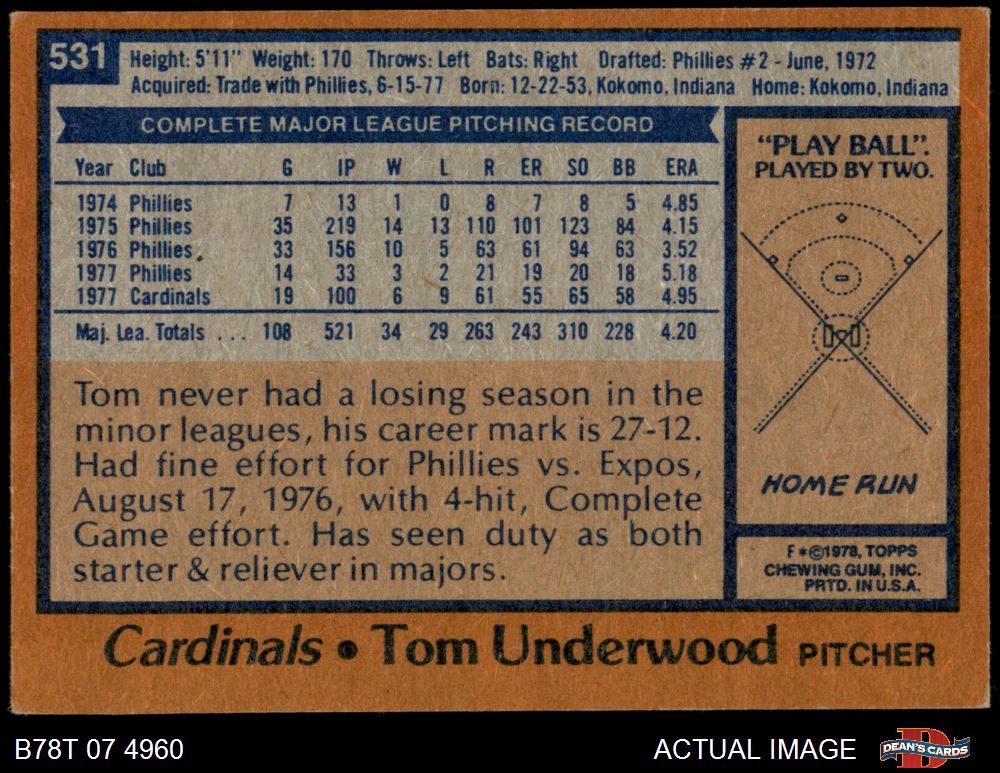 531
Height: 5'11" Weight: 170 Throws: Left Bats: Right Drafted: Phillies #2 - June, 1972
Acquired: Trade with Phillies, 6-15-77 Born: 12-22-53, Kokomo, Indiana Home: Kokomo, Indiana
COMPLETE MAJOR LEAGUE PITCHING RECORD
Year Club G IP W L R ER SO BB ERA
1974 Phillies 7 13 1 0 8 7 8 5 4.85
1975 Phillies 35 219 14 13 110 101 123 84 4.15
1976 Phillies 33 156 10 5 63 61 94 63 3.52
1977 Phillies 14 33 3 2 21 19 20 18 5.18
1977 Cardinals 19 100 6 9 61 55 65 58 4.95
Maj. Lea. Totals . . . 108 521 34 29 263 243 310 228 4.20
Tom never had a losing season in the
minor leagues, his career mark is 27-12.
Had fine effort for Phillies vs. Expos,
August 17, 1976, with 4-hit, Complete
Game effort. Has seen duty as both
starter & reliever in majors.
"PLAY BALL".
PLAYED BY TWO.
HOME RUN
F*©1978, TOPPS
CHEWING GUM, INC.
PRTD. IN U.S.A.
Cardinals • Tom Underwood PITCHER
B78T 07 4960
ACTUAL IMAGE
DEAN'S CARDS